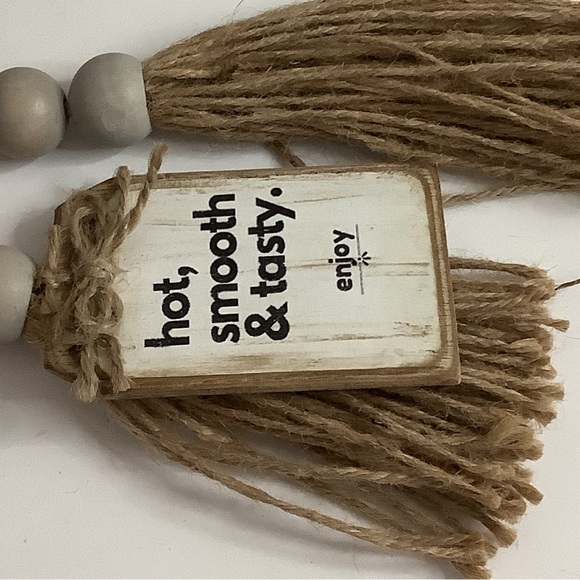 hot,
smooth
& tasty.
enjoy